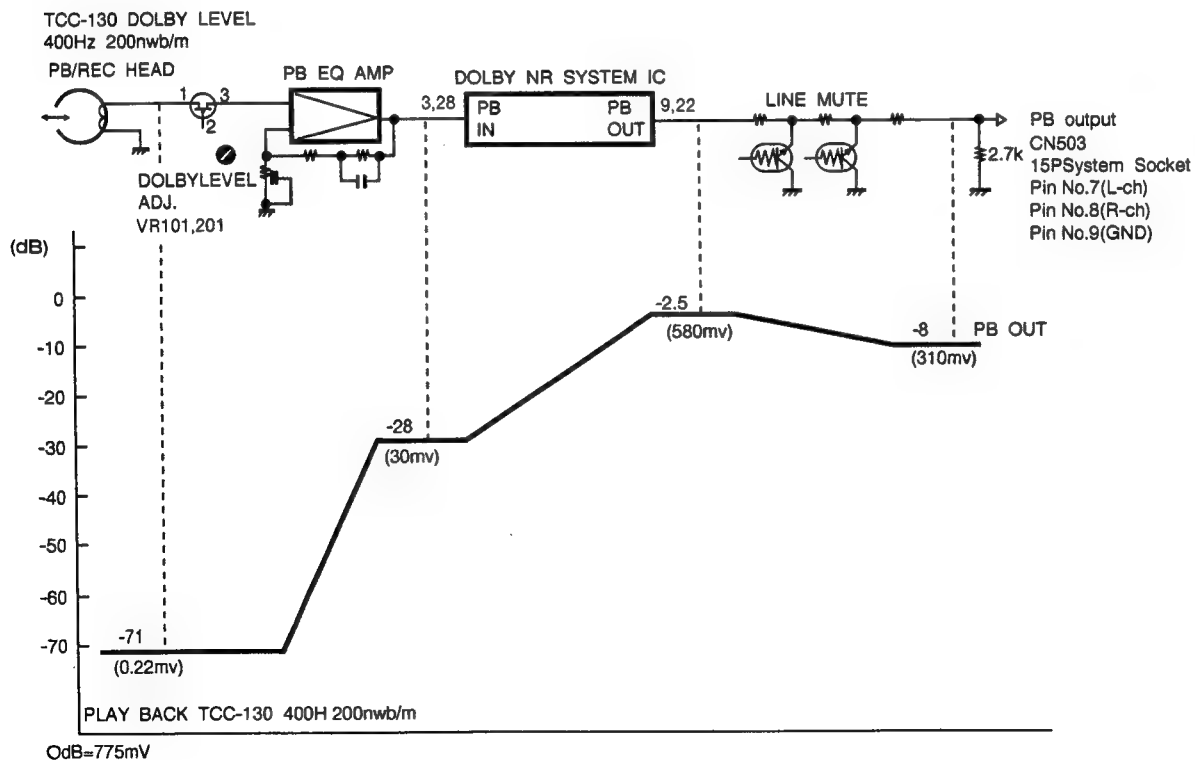 TCC-130 DOLBY LEVEL
400Hz 200nwb/m
PB/REC HEAD
1
3
2
PB EQ AMP
3,28
DOLBY NR SYSTEM IC
PB IN
PB OUT
9,22
LINE MUTE
2.7k
PB output
CN503
15PSystem Socket
Pin No.7(L-ch)
Pin No.8(R-ch)
Pin No.9(GND)
DOLBYLEVEL
ADJ.
VR101,201
(dB)
0
-10
-20
-30
-40
-50
-60
-70
-71
(0.22mv)
-28
(30mv)
-2.5
(580mv)
-8
(310mv)
PB OUT
PLAY BACK TCC-130 400H 200nwb/m
OdB=775mV